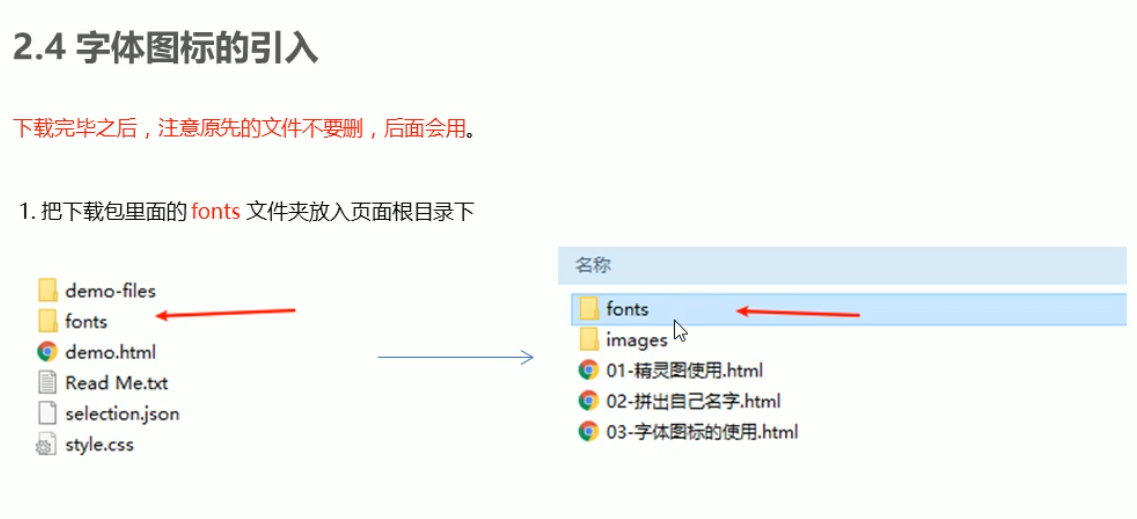 2.4 字体图标的引入
下载完毕之后，注意原先的文件不要删，后面会用。
1. 把下载包里面的 fonts 文件夹放入页面根目录下
demo-files
fonts
demo.html
Read Me.txt
selection.json
style.css
名称
fonts
images
01-精灵图使用.html
02-拼出自己名字.html
03-字体图标的使用.html